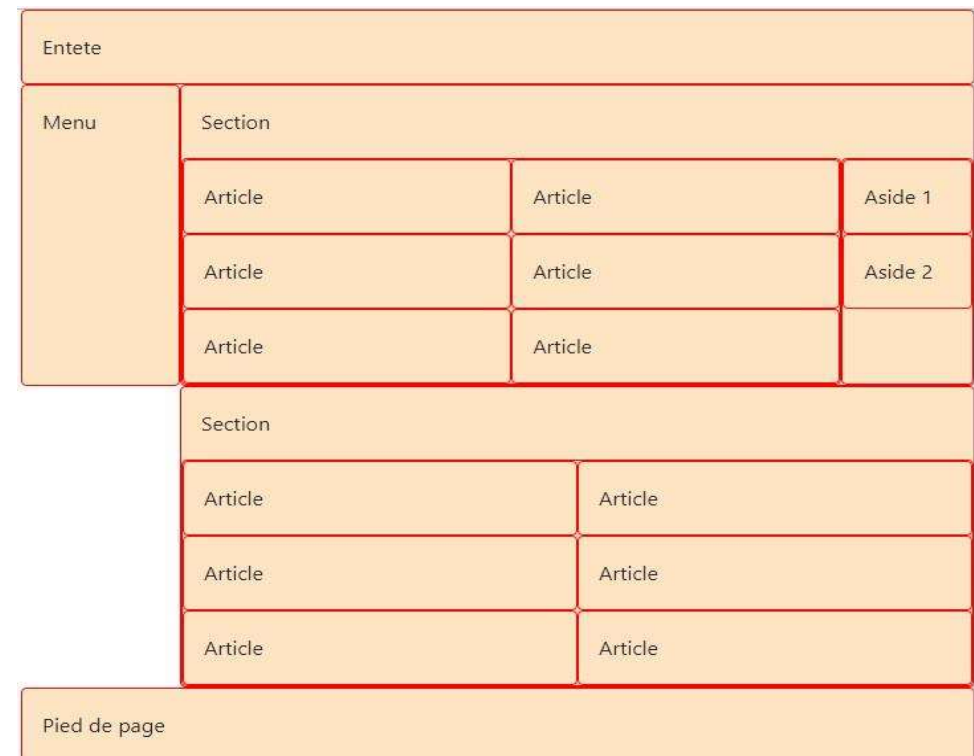 Entete
Menu
Section
Article Article Aside 1
Article Article Aside 2
Article Article
Section
Article Article
Article Article
Article Article
Pied de page